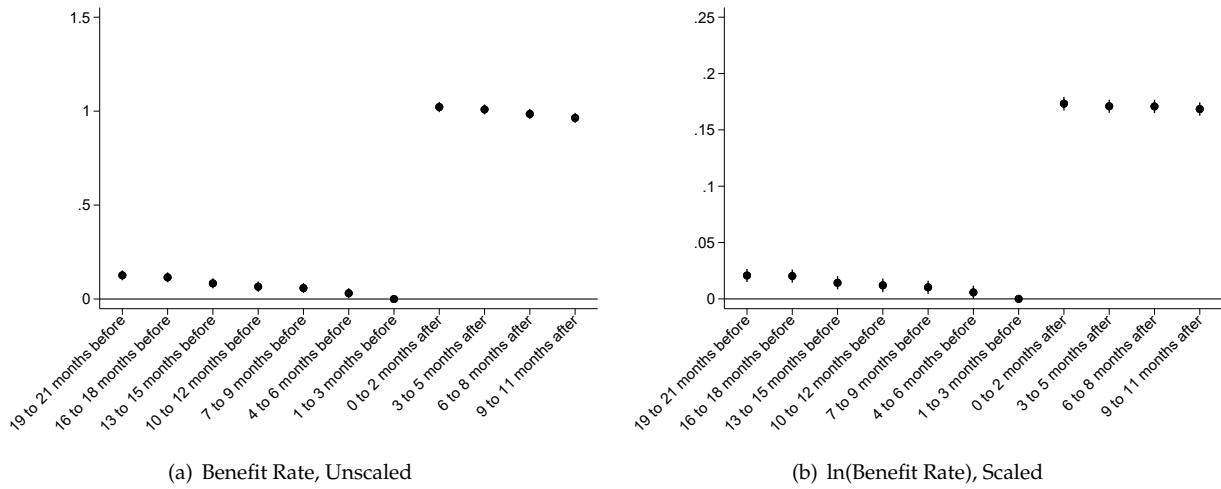 1.5
1
.5
0
19 to 21 months before
16 to 18 months before
13 to 15 months before
10 to 12 months before
7 to 9 months before
4 to 6 months before
1 to 3 months before
0 to 2 months after
3 to 5 months after
6 to 8 months after
9 to 11 months after
(a) Benefit Rate, Unscaled
.25
.2
.15
.1
.05
0
19 to 21 months before
16 to 18 months before
13 to 15 months before
10 to 12 months before
7 to 9 months before
4 to 6 months before
1 to 3 months before
0 to 2 months after
3 to 5 months after
6 to 8 months after
9 to 11 months after
(b) ln(Benefit Rate), Scaled